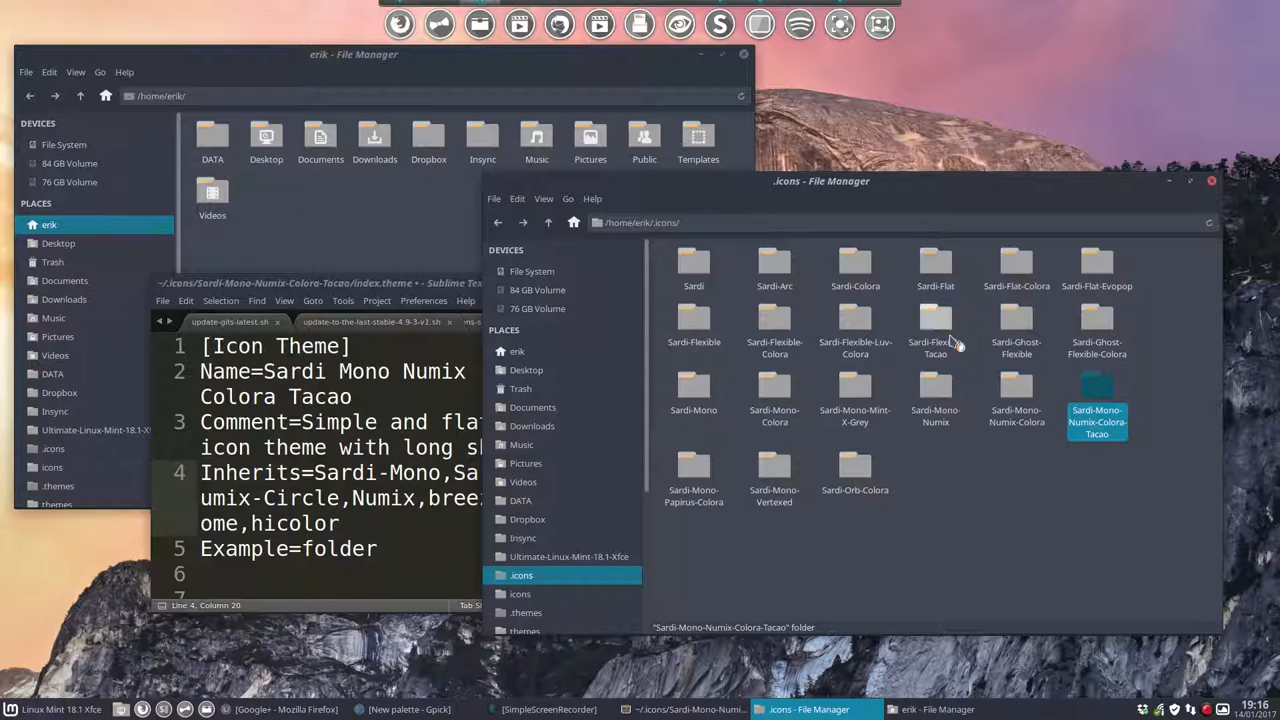 erik - File Manager
File Edit View Go Help
/home/erik/
DEVICES
File System
84 GB Volume
76 GB Volume
PLACES
erik
Desktop
Trash
Documents
Downloads
Music
Pictures
Videos
DATA
Dropbox
Insync
Ultimate-Linux-Mint-18.1-Xf
.icons
icons
.themes
themes
DATA Desktop Documents Downloads Dropbox Insync Music Pictures Public Templates
Videos
~/.icons/Sardi-Mono-Numix-Colora-Tacao/index.theme • - Sublime Tex
File Edit Selection Find View Goto Tools Project Preferences Help
update-gits-latest.sh × update-to-the-last-stable-4.9-3-v1.sh ×
1 [Icon Theme]
2 Name=Sardi Mono Numix
Colora Tacao
3 Comment=Simple and fla
icon theme with long s
4 Inherits=Sardi-Mono,Sa
umix-Circle,Numix,bree
ome,hicolor
5 Example=folder
6
7
Line 4, Column 20
Tab S
.icons - File Manager
File Edit View Go Help
/home/erik/.icons/
DEVICES
File System
84 GB Volume
76 GB Volume
PLACES
erik
Desktop
Trash
Documents
Downloads
Music
Pictures
Videos
DATA
Dropbox
Insync
Ultimate-Linux-Mint-18.1-Xfce
.icons
icons
.themes
themes
Sardi Sardi-Arc Sardi-Colora Sardi-Flat Sardi-Flat-Colora Sardi-Flat-Evopop
Sardi-Flexible Sardi-Flexible- Sardi-Flexible-Luv- Sardi-Fle Sardi-Ghost- Sardi-Ghost-
Colora Colora Tacao Flexible Flexible-Colora
Sardi-Mono Sardi-Mono- Sardi-Mono-Mint- Sardi-Mono- Sardi-Mono- Sardi-Mono-
Colora X-Grey Numix Numix-Colora Numix-Colora-
Tacao
Sardi-Mono- Sardi-Mono- Sardi-Orb-Colora
Papirus-Colora Vertexed
"Sardi-Mono-Numix-Colora-Tacao" folder
Linux Mint 18.1 Xfce [Google+ - Mozilla Firefox] [New palette - Gpick] [SimpleScreenRecorder] ~/.icons/Sardi-Mono-Numi... .icons - File Manager erik - File Manager
19:16
14/01/2017